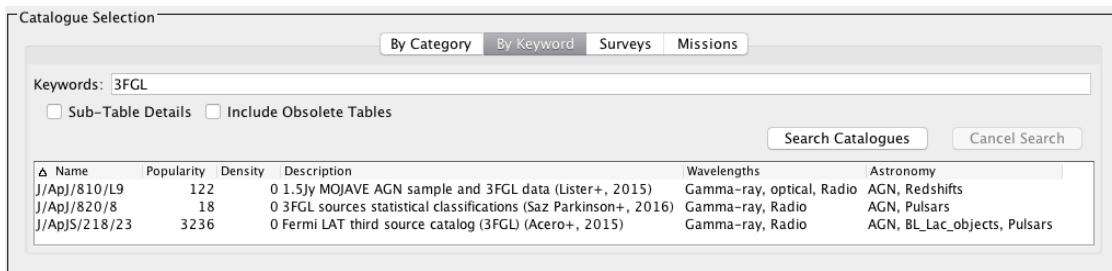 Catalogue Selection
By Category By Keyword Surveys Missions
Keywords: 3FGL
Sub-Table Details Include Obsolete Tables
Search Catalogues Cancel Search
Name Popularity Density Description Wavelengths Astronomy
J/ApJ/810/L9 122 0 1.5Jy MOJAVE AGN sample and 3FGL data (Lister+, 2015) Gamma-ray, optical, Radio AGN, Redshifts
J/ApJ/820/8 18 0 3FGL sources statistical classifications (Saz Parkinson+, 2016) Gamma-ray, Radio AGN, Pulsars
J/ApJS/218/23 3236 0 Fermi LAT third source catalog (3FGL) (Acero+, 2015) Gamma-ray, Radio AGN, BL_Lac_objects, Pulsars